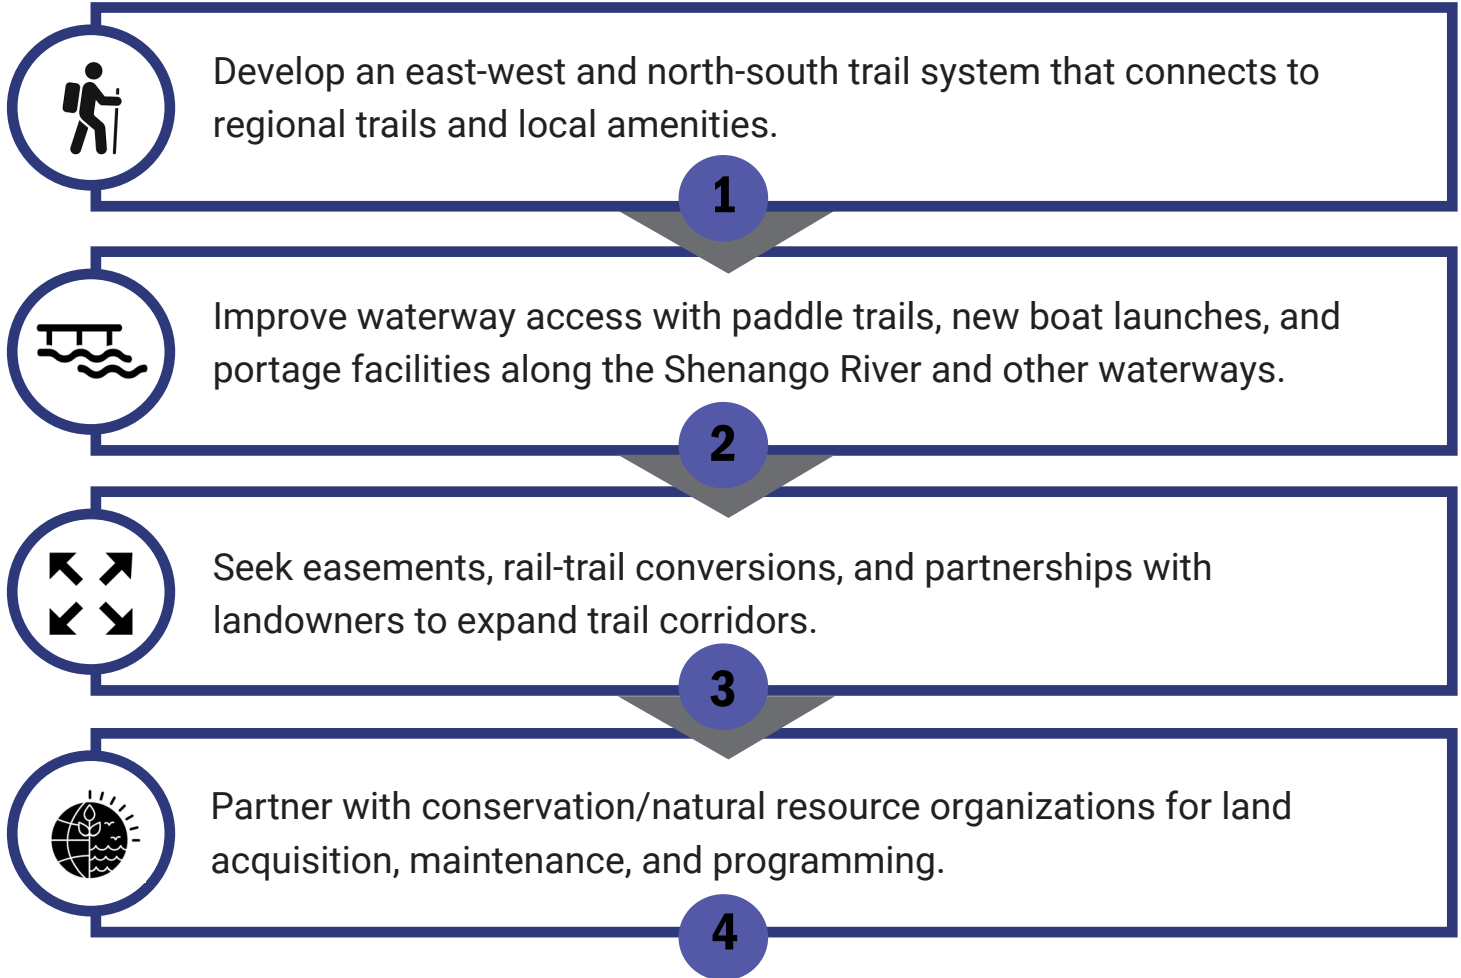 Develop an east-west and north-south trail system that connects to
regional trails and local amenities.
1
Improve waterway access with paddle trails, new boat launches, and
portage facilities along the Shenango River and other waterways.
2
Seek easements, rail-trail conversions, and partnerships with
landowners to expand trail corridors.
3
Partner with conservation/natural resource organizations for land
acquisition, maintenance, and programming.
4